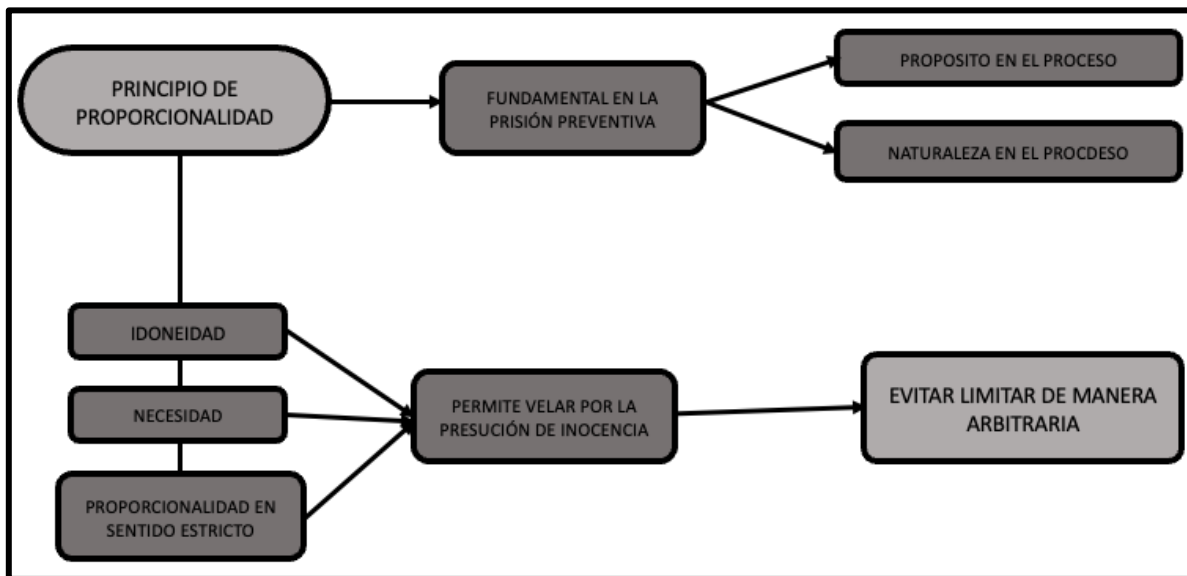 PRINCIPIO DE
PROPORCIONALIDAD
FUNDAMENTAL EN LA
PRISIÓN PREVENTIVA
PROPOSITO EN EL PROCESO
NATURALEZA EN EL PROCDESO
IDONEIDAD
NECESIDAD
PROPORCIONALIDAD EN
SENTIDO ESTRICTO
PERMITE VELAR POR LA
PRESUCIÓN DE INOCENCIA
EVITAR LIMITAR DE MANERA
ARBITRARIA